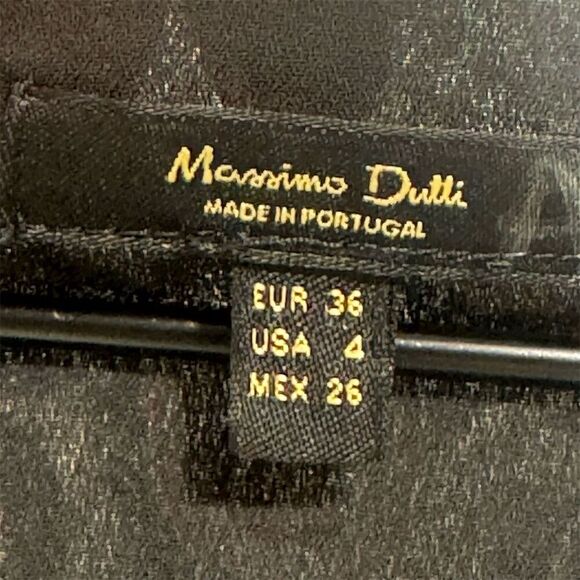 Massimo Dutti
MADE IN PORTUGAL
EUR 36
USA 4
MEX 26